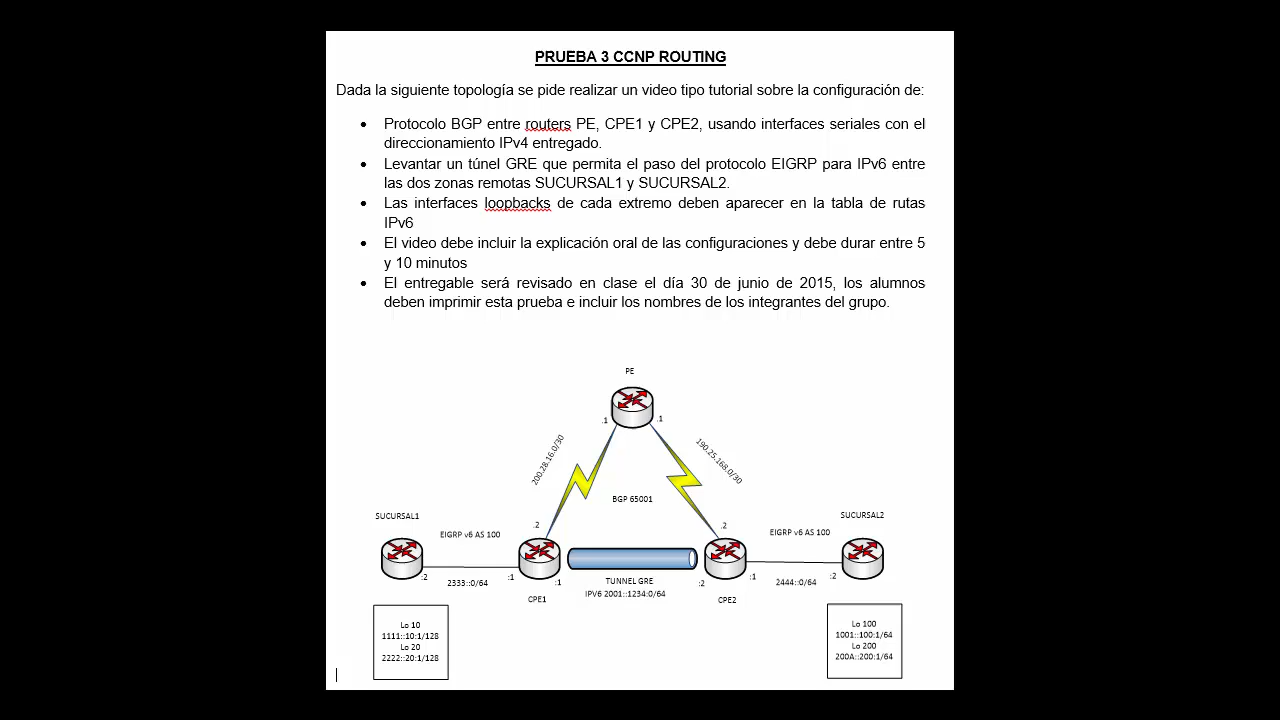 PRUEBA 3 CCNP ROUTING
Dada la siguiente topología se pide realizar un video tipo tutorial sobre la configuración de:
• Protocolo BGP entre routers PE, CPE1 y CPE2, usando interfaces seriales con el
direccionamiento IPv4 entregado.
• Levantar un túnel GRE que permita el paso del protocolo EIGRP para IPv6 entre
las dos zonas remotas SUCURSAL1 y SUCURSAL2.
• Las interfaces loopbacks de cada extremo deben aparecer en la tabla de rutas
IPv6
• El video debe incluir la explicación oral de las configuraciones y debe durar entre 5
y 10 minutos
• El entregable será revisado en clase el día 30 de junio de 2015, los alumnos
deben imprimir esta prueba e incluir los nombres de los integrantes del grupo.
PE
.1
.1
200.28.16.0/30
190.25.168.0/30
BGP 65001
SUCURSAL1
SUCURSAL2
.2
.2
EIGRP v6 AS 100
EIGRP v6 AS 100
:2
2333::0/64
:1
:1
TUNNEL GRE
IPV6 2001::1234:0/64
:2
:1
2444::0/64
:2
CPE1
CPE2
Lo 10
1111::10:1/128
Lo 20
2222::20:1/128
Lo 100
1001::100:1/64
Lo 200
200A::200:1/64